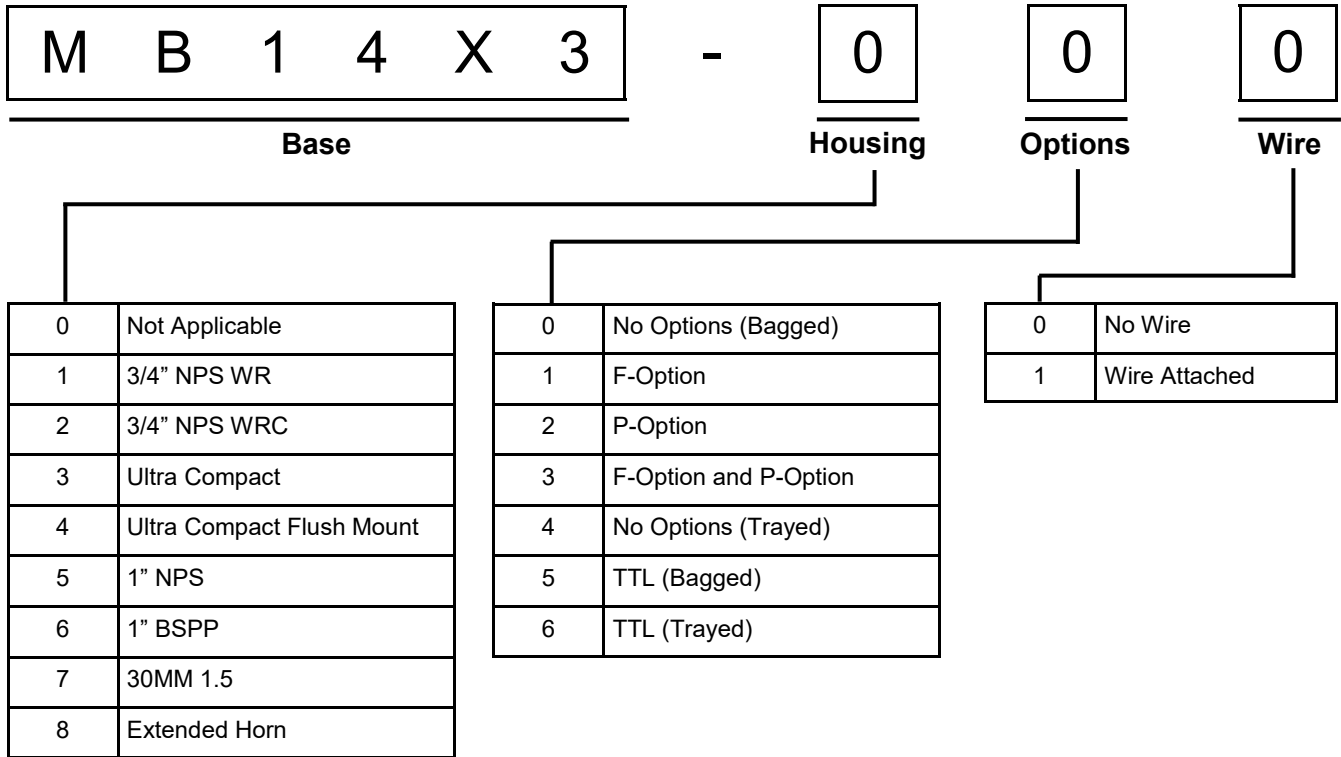 M B 1 4 X 3 - 0 0 0
Base Housing Options Wire
0 Not Applicable
1 3/4” NPS WR
2 3/4” NPS WRC
3 Ultra Compact
4 Ultra Compact Flush Mount
5 1” NPS
6 1” BSPP
7 30MM 1.5
8 Extended Horn
0 No Options (Bagged)
1 F-Option
2 P-Option
3 F-Option and P-Option
4 No Options (Trayed)
5 TTL (Bagged)
6 TTL (Trayed)
0 No Wire
1 Wire Attached